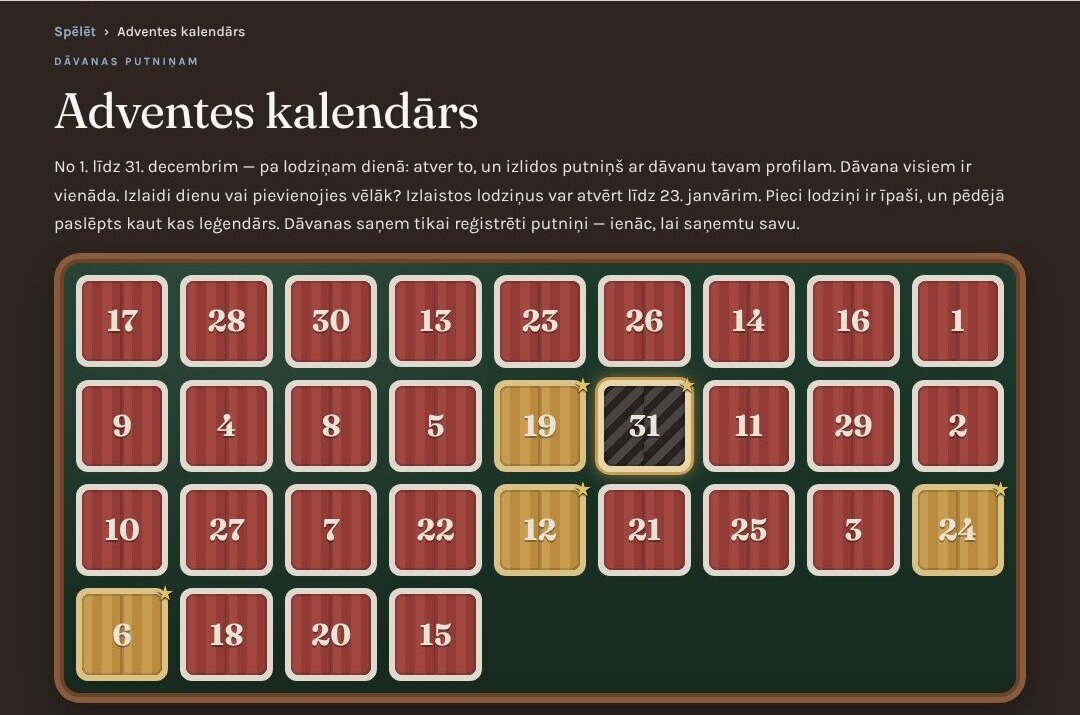 Spēlēt › Adventes kalendārs
DĀVANAS PUTNIŅAM
Adventes kalendārs
No 1. līdz 31. decembrim — pa lodziņam dienā: atver to, un izlidos putniņš ar dāvanu tavam profilam. Dāvana visiem ir
vienāda. Izlaidi dienu vai pievienojies vēlāk? Izlaistos lodziņus var atvērt līdz 23. janvārim. Pieci lodziņi ir īpaši, un pēdējā
paslēpts kaut kas leģendārs. Dāvanas saņem tikai reģistrēti putniņi — ienāc, lai saņemtu savu.
17 28 30 13 23 26 14 16 1
9 4 8 5 19 31 11 29 2
10 27 7 22 12 21 25 3 24
6 18 20 15